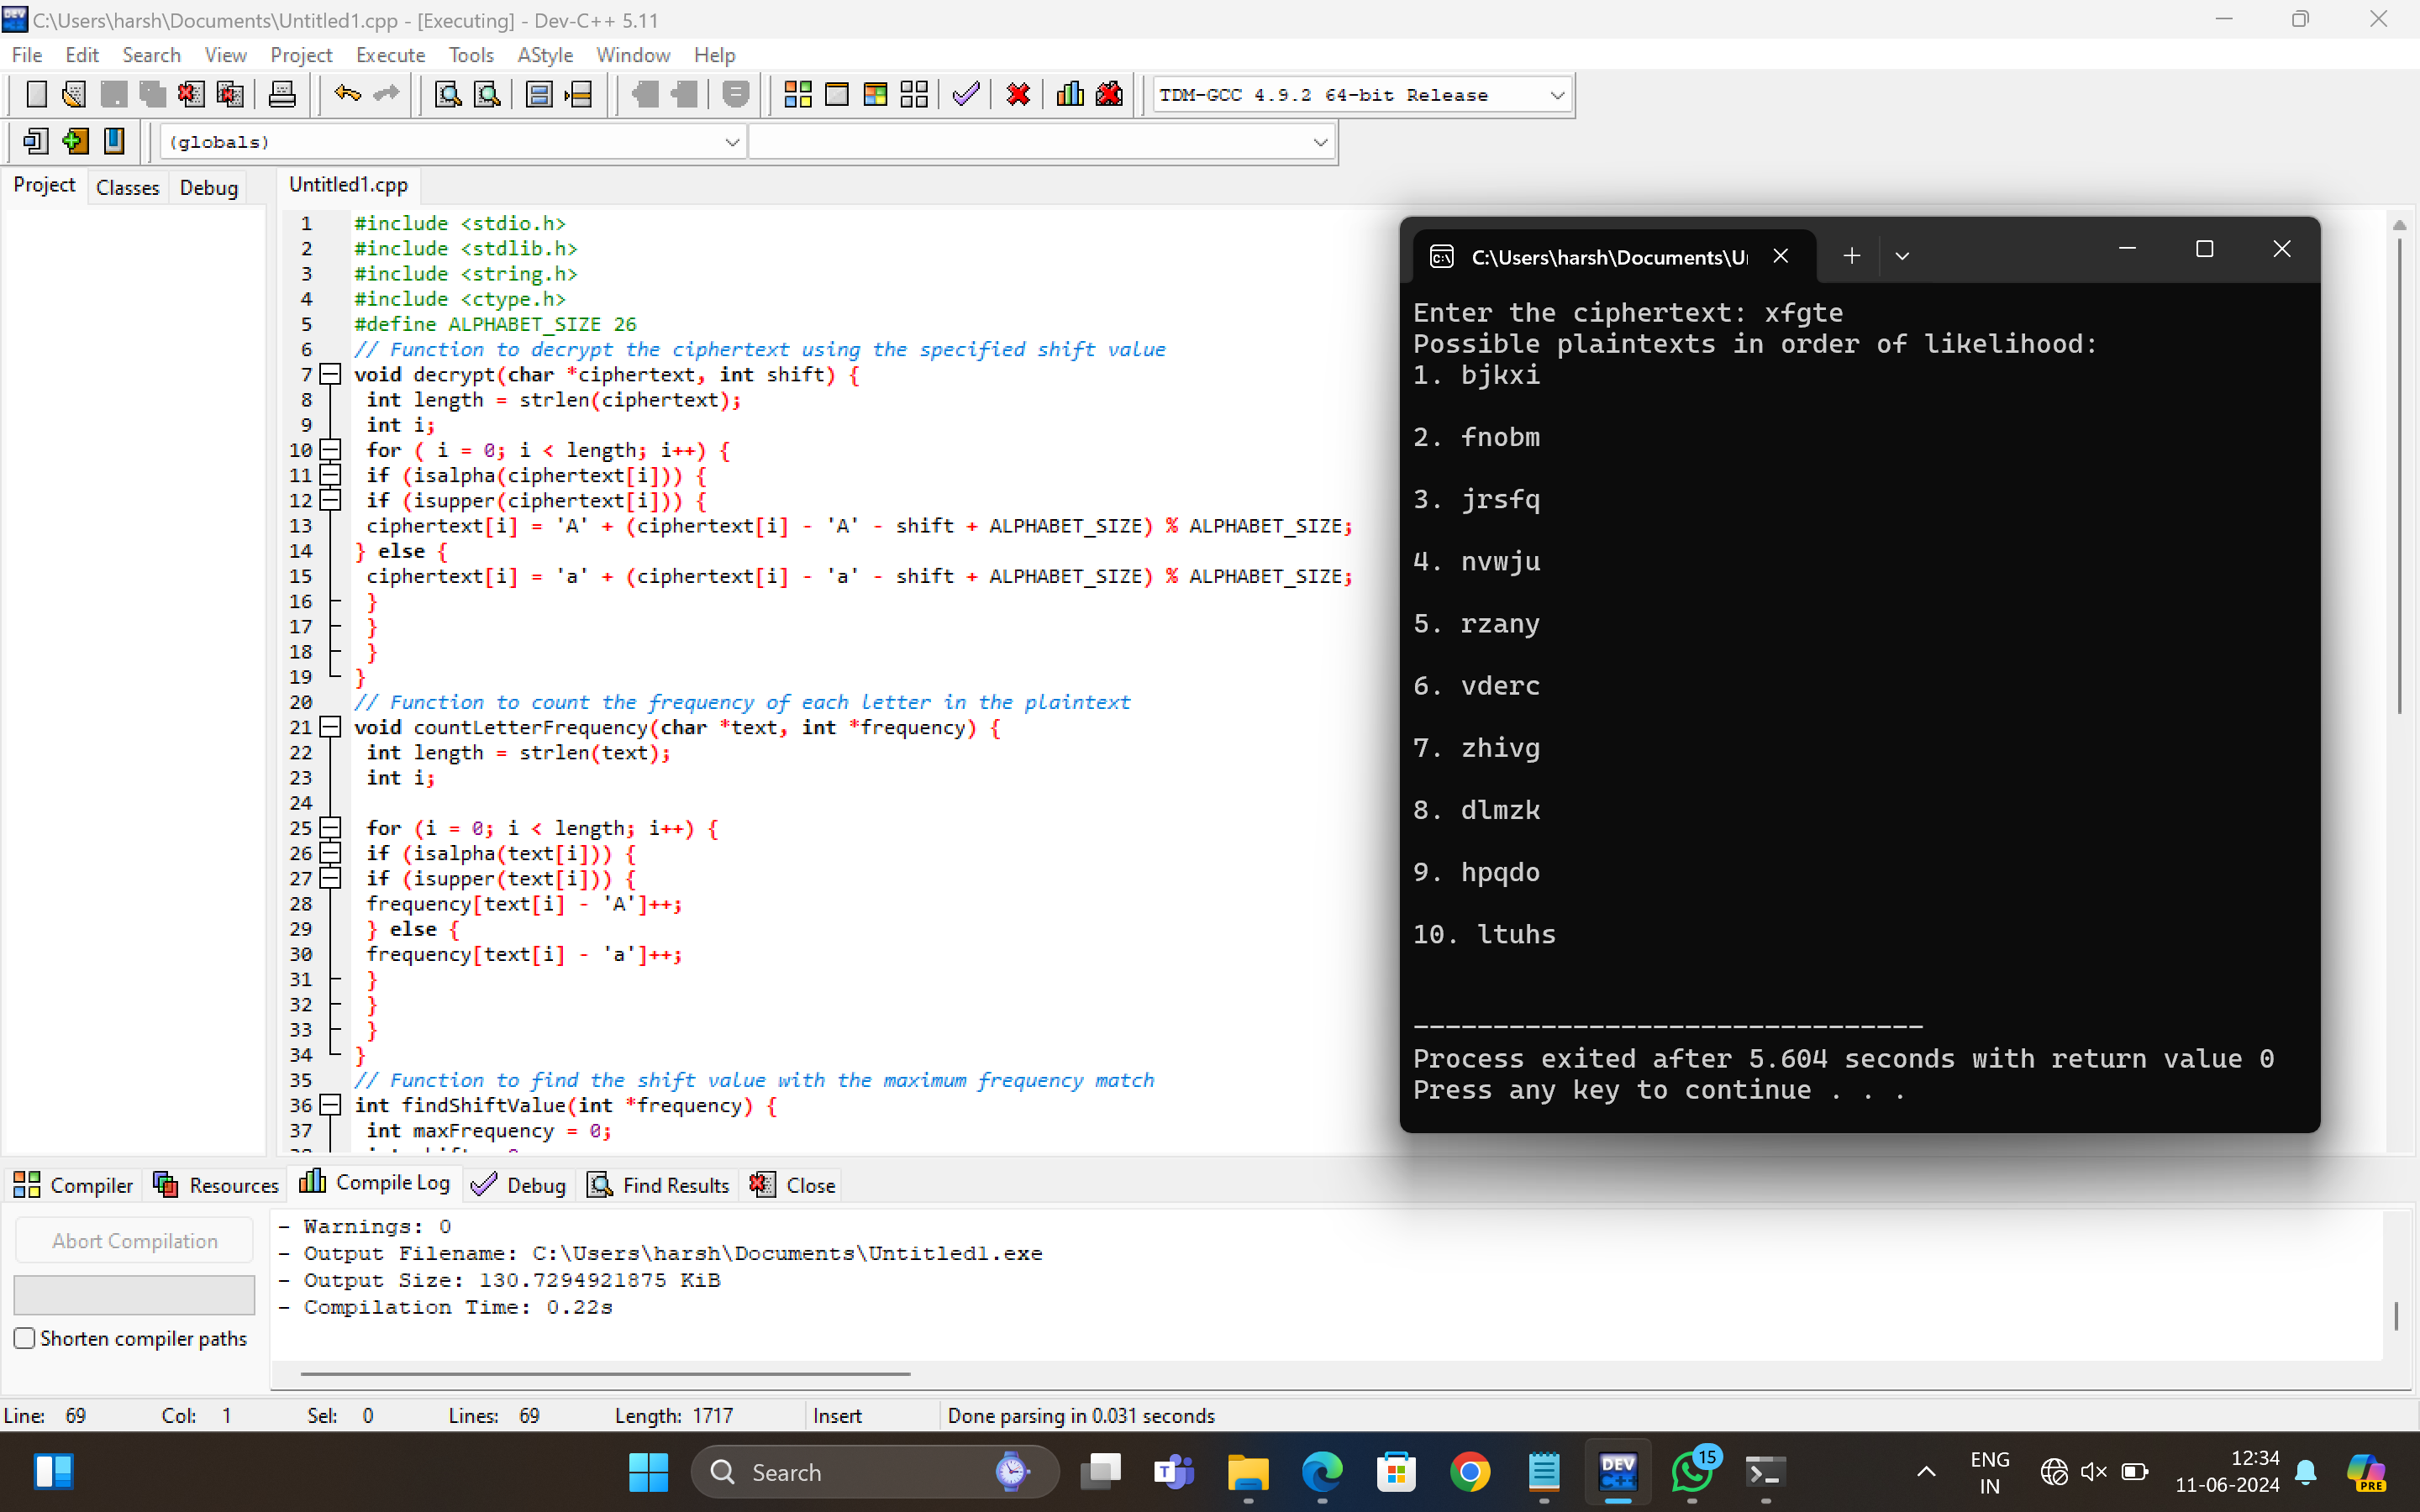 C:\Users\harsh\Documents\Untitled1.cpp - [Executing] - Dev-C++ 5.11
File Edit Search View Project Execute Tools AStyle Window Help
TDM-GCC 4.9.2 64-bit Release
(globals)
Project Classes Debug
Untitled1.cpp
1 #include <stdio.h>
2 #include <stdlib.h>
3 #include <string.h>
4 #include <ctype.h>
5 #define ALPHABET_SIZE 26
6 // Function to decrypt the ciphertext using the specified shift value
7 void decrypt(char *ciphertext, int shift) {
8 int length = strlen(ciphertext);
9 int i;
10 for ( i = 0; i < length; i++) {
11 if (isalpha(ciphertext[i])) {
12 if (isupper(ciphertext[i])) {
13 ciphertext[i] = 'A' + (ciphertext[i] - 'A' - shift + ALPHABET_SIZE) % ALPHABET_SIZE;
14 } else {
15 ciphertext[i] = 'a' + (ciphertext[i] - 'a' - shift + ALPHABET_SIZE) % ALPHABET_SIZE;
16 }
17 }
18 }
19 }
20 // Function to count the frequency of each letter in the plaintext
21 void countLetterFrequency(char *text, int *frequency) {
22 int length = strlen(text);
23 int i;
24
25 for (i = 0; i < length; i++) {
26 if (isalpha(text[i])) {
27 if (isupper(text[i])) {
28 frequency[text[i] - 'A']++;
29 } else {
30 frequency[text[i] - 'a']++;
31 }
32 }
33 }
34 }
35 // Function to find the shift value with the maximum frequency match
36 int findShiftValue(int *frequency) {
37 int maxFrequency = 0;
C:\Users\harsh\Documents\U
Enter the ciphertext: xfgte
Possible plaintexts in order of likelihood:
1. bjkxi
2. fnobm
3. jrsfq
4. nvwju
5. rzany
6. vderc
7. zhivg
8. dlmzk
9. hpqdo
10. ltuhs
--------------------------------
Process exited after 5.604 seconds with return value 0
Press any key to continue . . .
Compiler Resources Compile Log Debug Find Results Close
Abort Compilation
Shorten compiler paths
- Warnings: 0
- Output Filename: C:\Users\harsh\Documents\Untitled1.exe
- Output Size: 130.7294921875 KiB
- Compilation Time: 0.22s
Line: 69 Col: 1 Sel: 0 Lines: 69 Length: 1717 Insert Done parsing in 0.031 seconds
Search
DEV C++
15
ENG
IN
12:34
11-06-2024
PRE